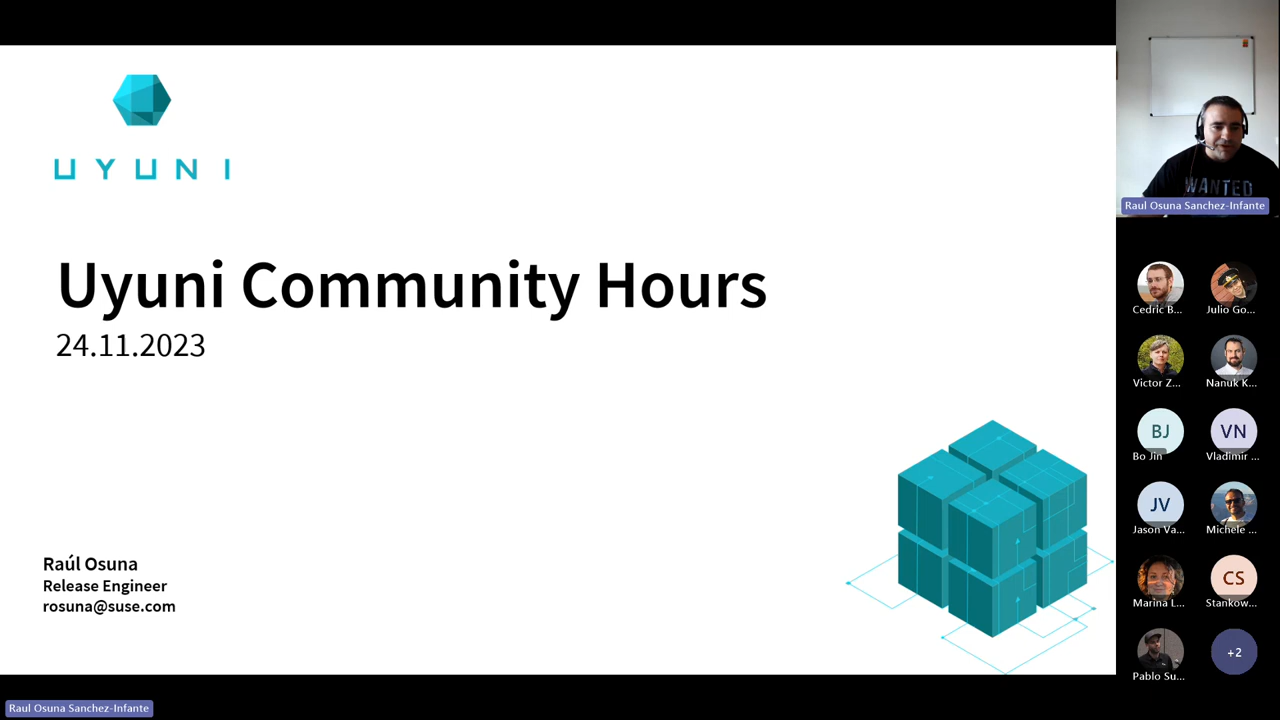 UYUNI
Uyuni Community Hours
24.11.2023
Raúl Osuna
Release Engineer
rosuna@suse.com
WANTED
Raul Osuna Sanchez-Infante
Cedric B...
Julio Go...
Victor Z...
Nanuk K...
BJ
Bo Jin
VN
Vladimir ...
JV
Jason Va...
Michele ...
Marina L...
CS
Stankow...
Pablo Su...
+2
Raul Osuna Sanchez-Infante